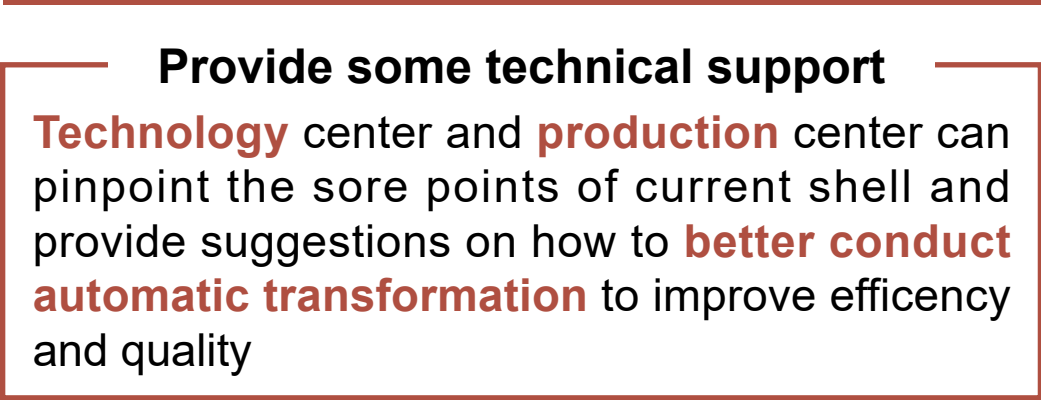 Provide some technical support
Technology center and production center can
pinpoint the sore points of current shell and
provide suggestions on how to better conduct
automatic transformation to improve efficency
and quality